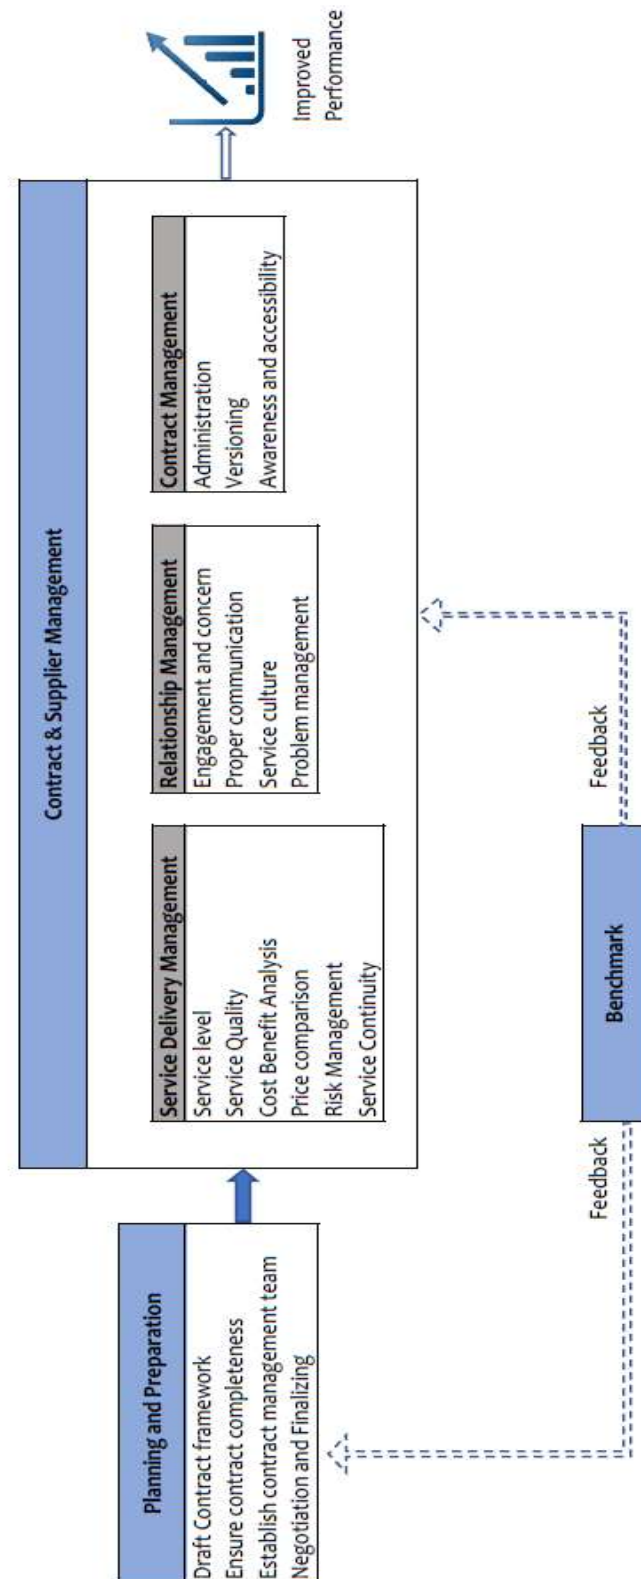 Planning and Preparation
Draft Contract framework
Ensure contract completeness
Establish contract management team
Negotiation and Finalizing
Contract & Supplier Management
Service Delivery Management
Service level
Service Quality
Cost Benefit Analysis
Price comparison
Risk Management
Service Continuity
Relationship Management
Engagement and concern
Proper communication
Service culture
Problem management
Contract Management
Administration
Versioning
Awareness and accessibility
Improved
Performance
Feedback
Benchmark
Feedback